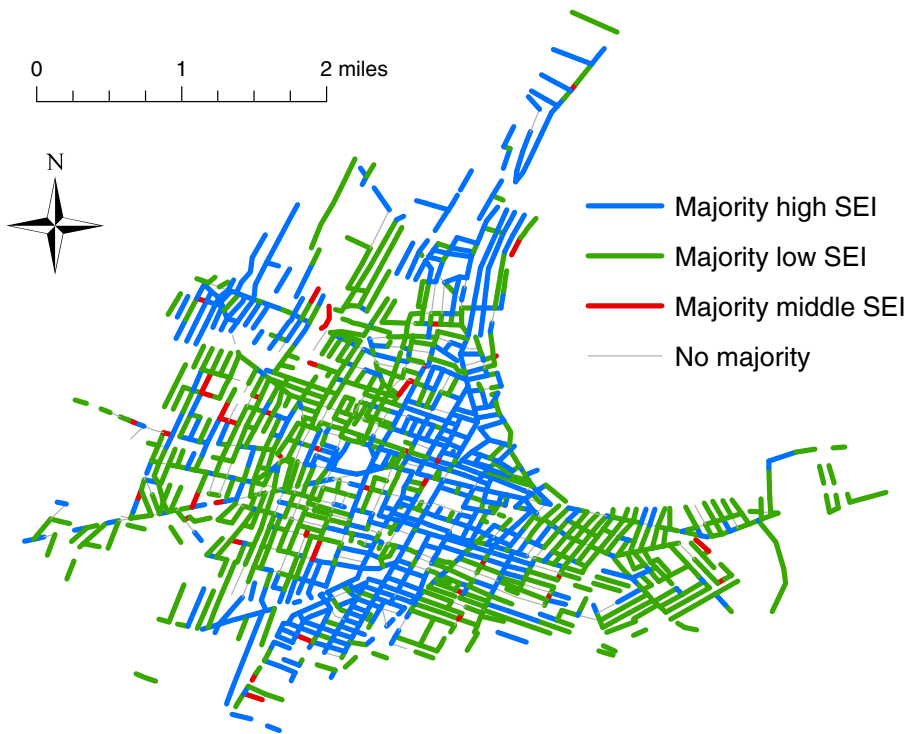 0 1 2 miles
N
Majority high SEI
Majority low SEI
Majority middle SEI
No majority